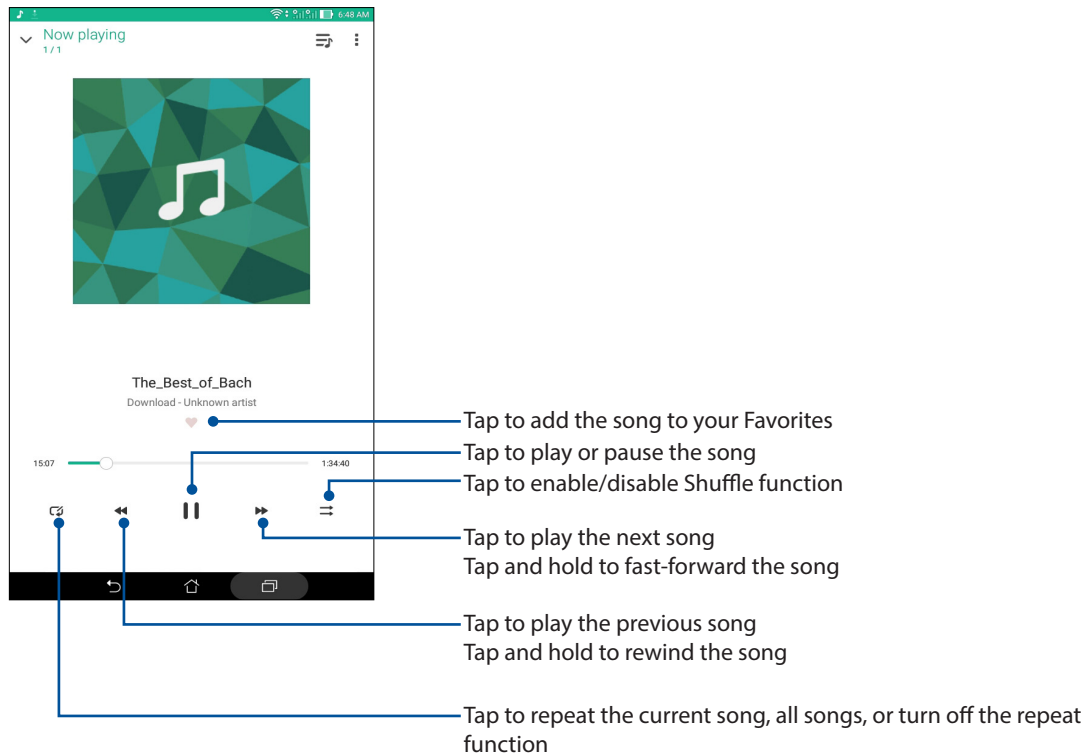 6:48 AM
Now playing
1 / 1
The_Best_of_Bach
Download - Unknown artist
Tap to add the song to your Favorites
Tap to play or pause the song
15:07
1:34:40
Tap to enable/disable Shuffle function
Tap to play the next song
Tap and hold to fast-forward the song
Tap to play the previous song
Tap and hold to rewind the song
Tap to repeat the current song, all songs, or turn off the repeat
function